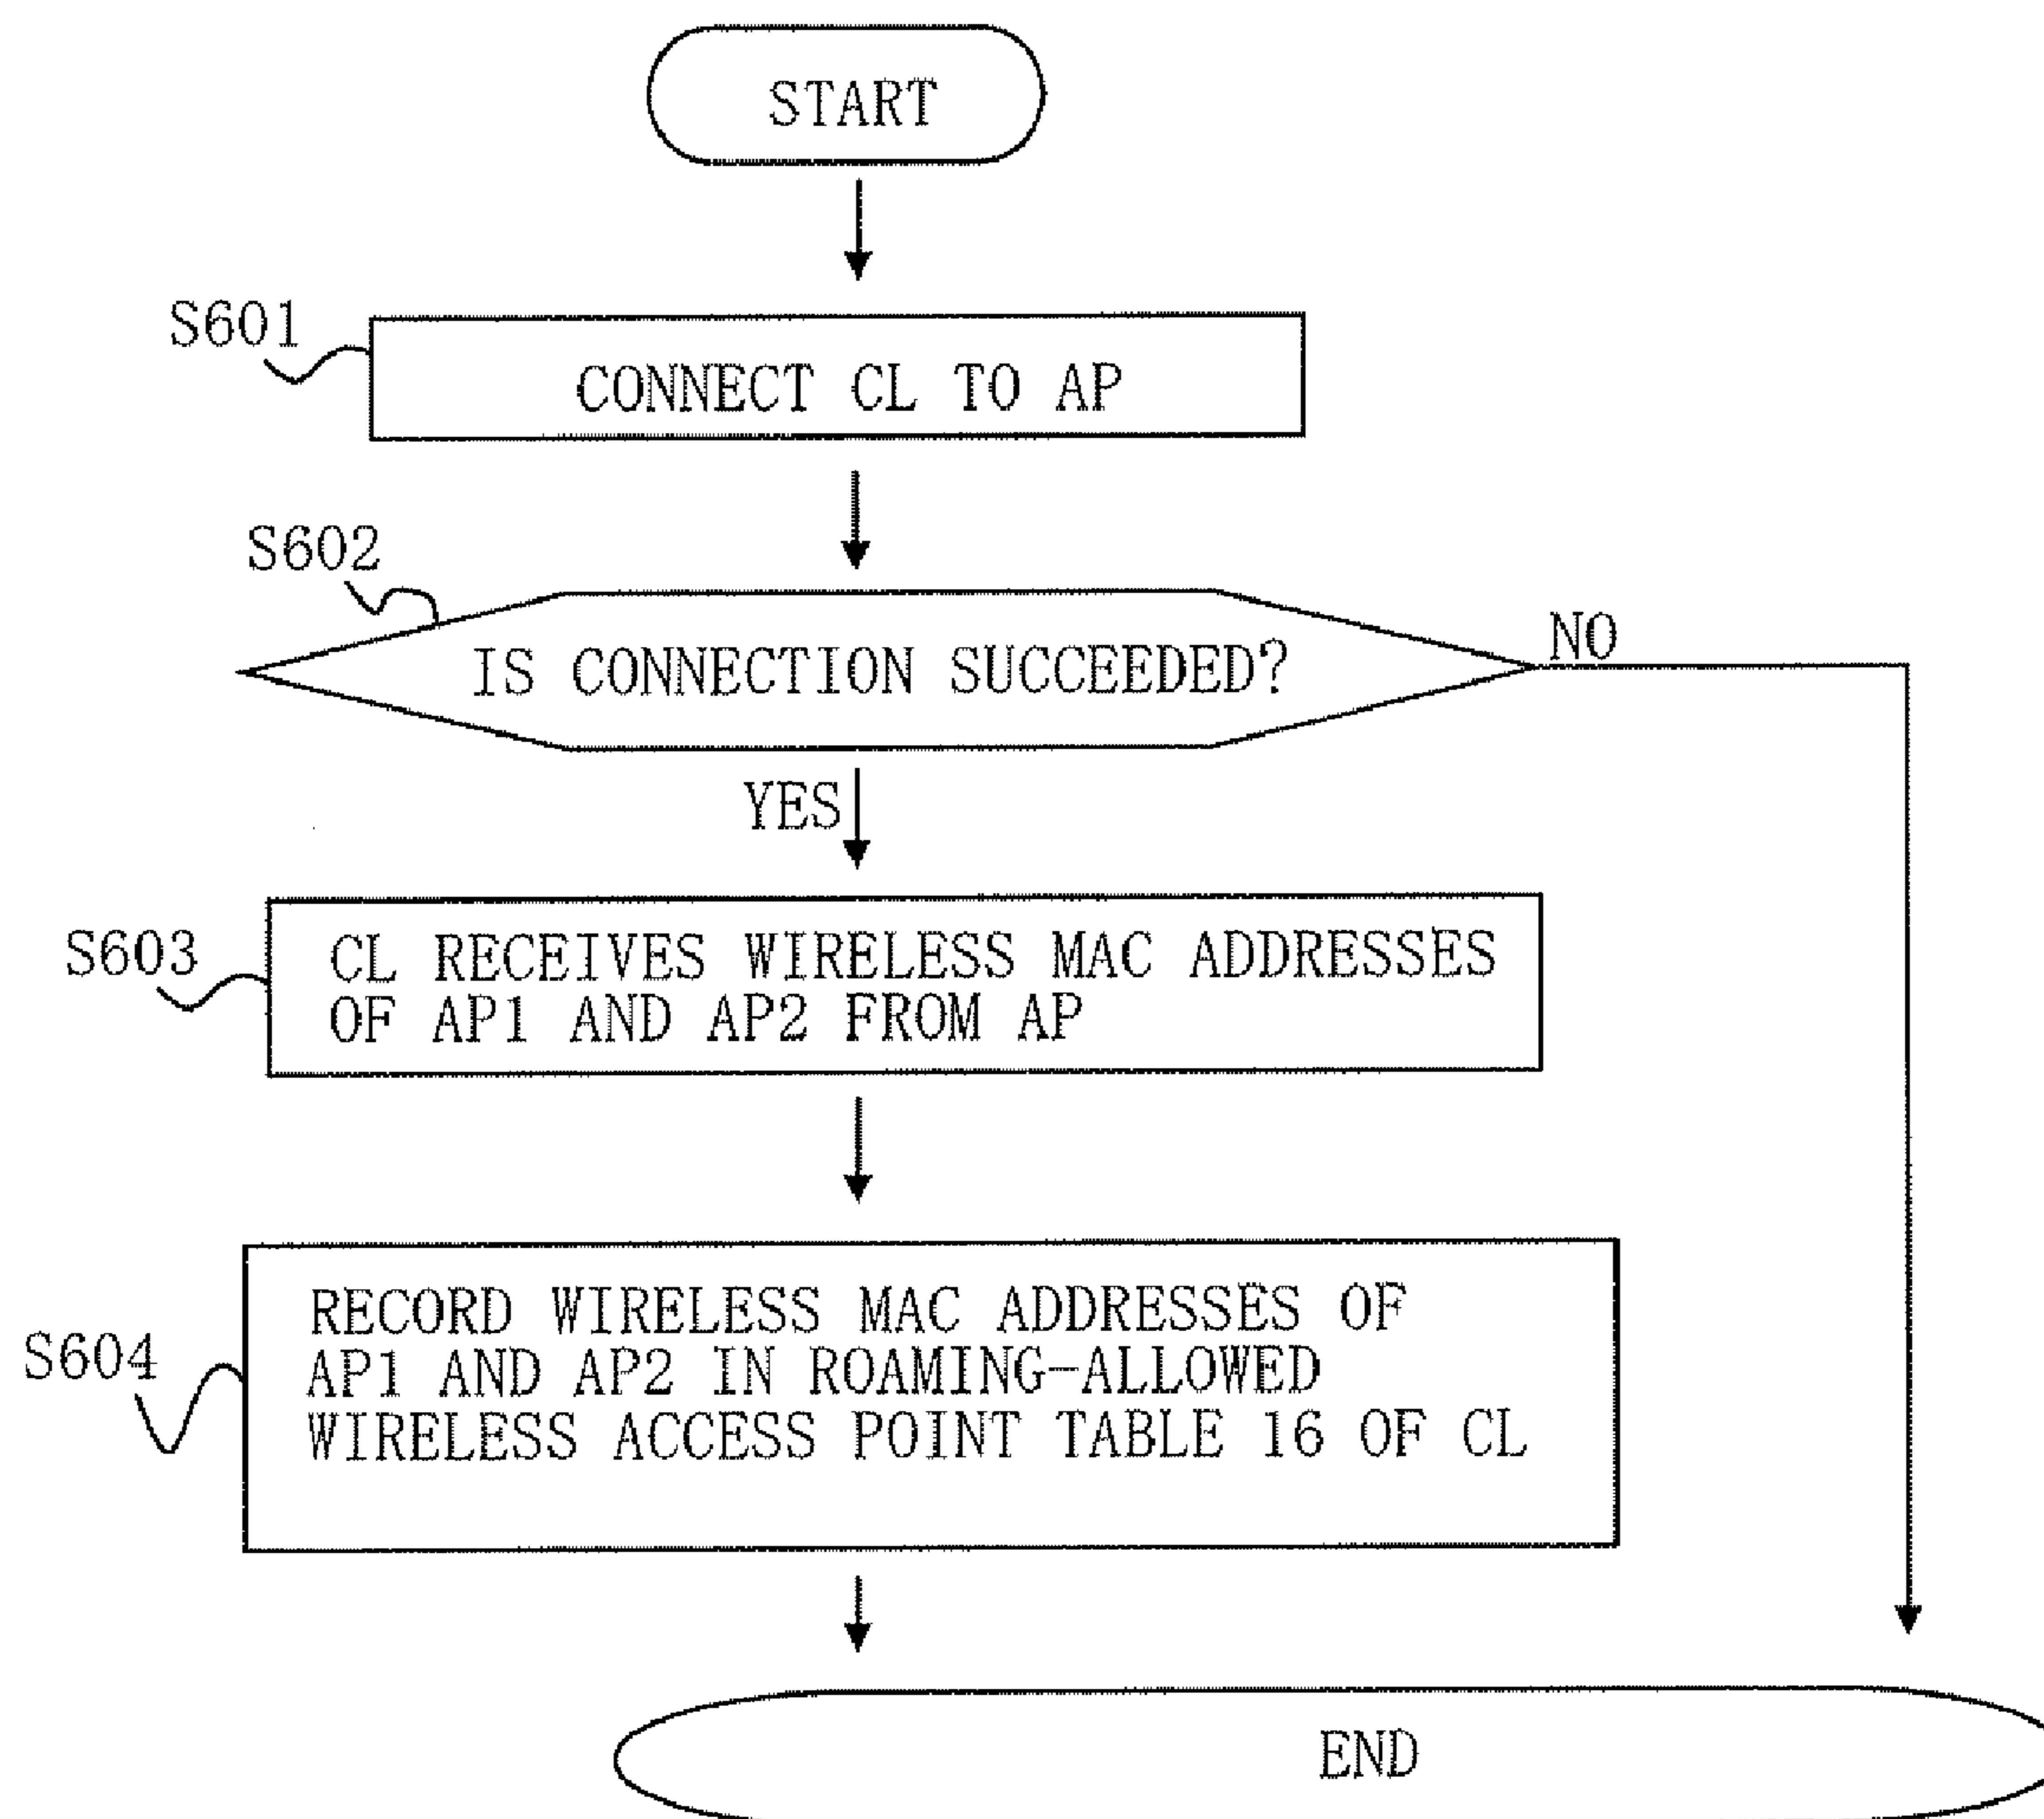 START
S601
CONNECT CL TO AP
S602
IS CONNECTION SUCCEEDED?
NO
YES
S603
CL RECEIVES WIRELESS MAC ADDRESSES
OF AP1 AND AP2 FROM AP
S604
RECORD WIRELESS MAC ADDRESSES OF
AP1 AND AP2 IN ROAMING-ALLOWED
WIRELESS ACCESS POINT TABLE 16 OF CL
END